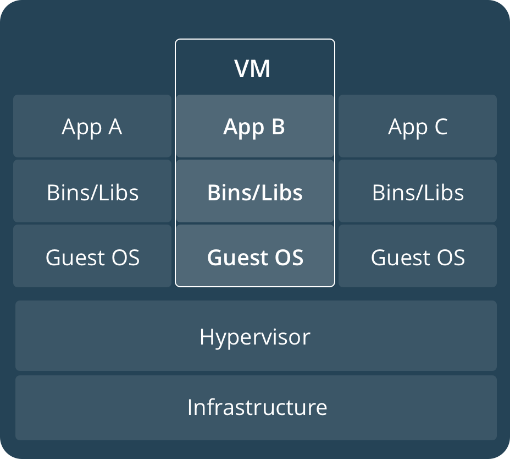 VM
App A
App B
App C
Bins/Libs
Bins/Libs
Bins/Libs
Guest OS
Guest OS
Guest OS
Hypervisor
Infrastructure